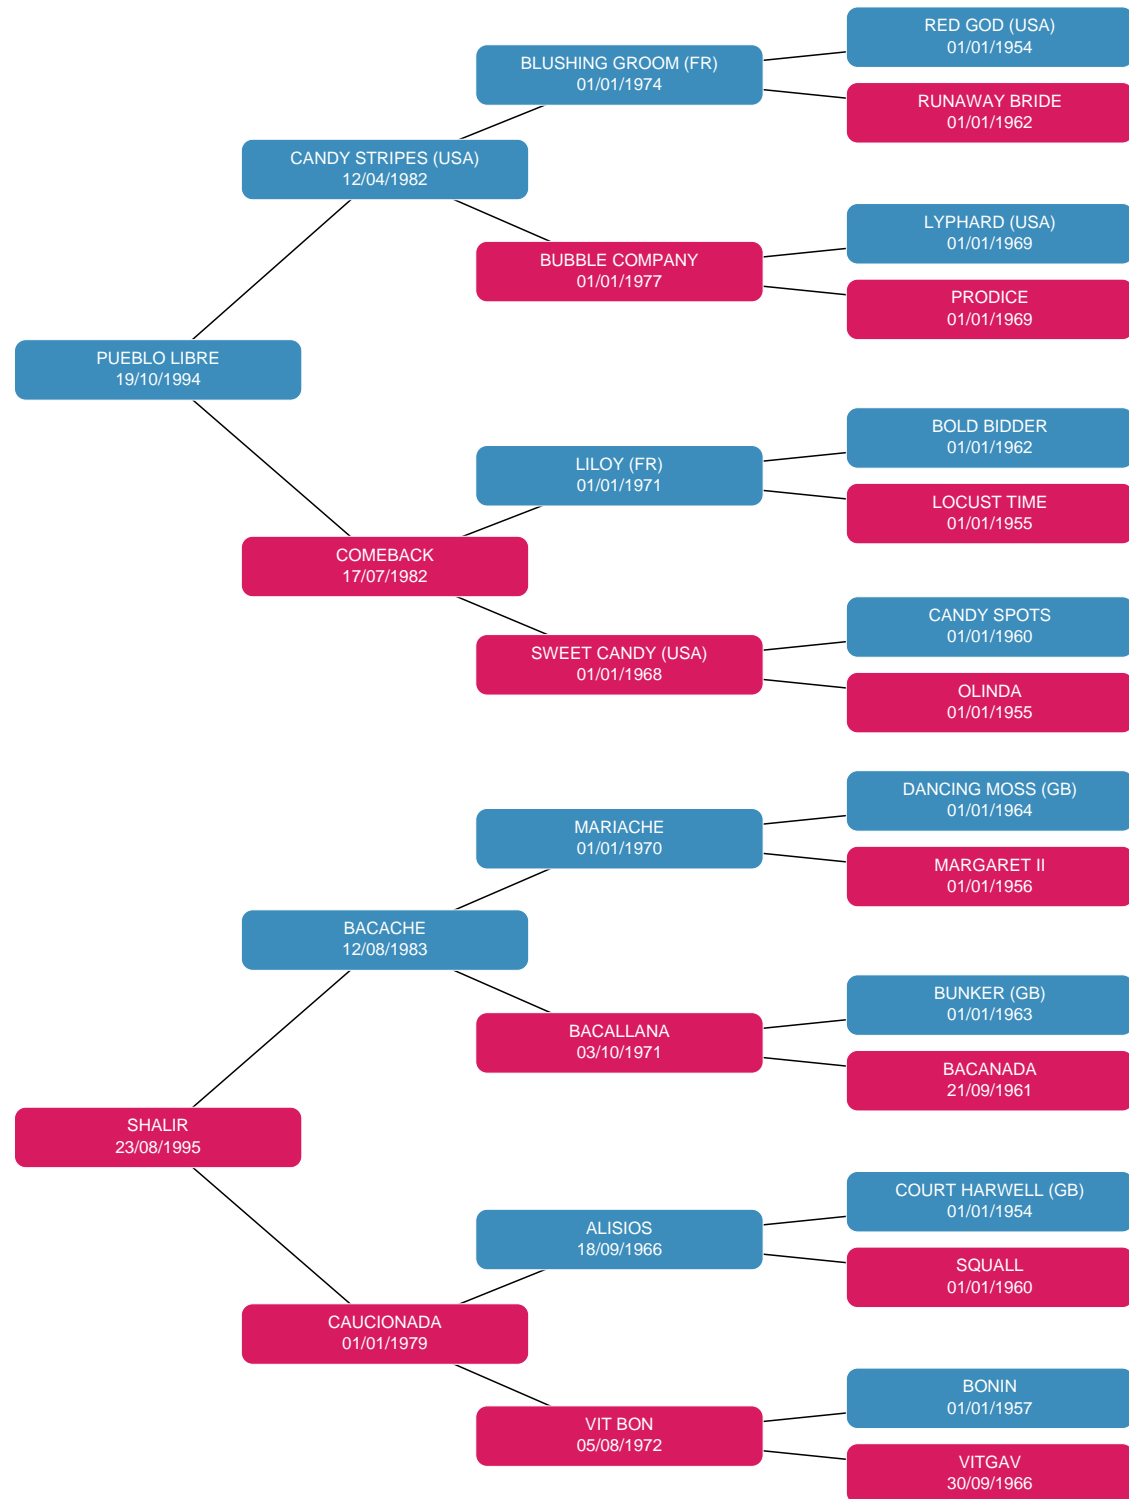 RED GOD (USA)
01/01/1954
BLUSHING GROOM (FR)
01/01/1974
RUNAWAY BRIDE
01/01/1962
CANDY STRIPES (USA)
12/04/1982
LYPHARD (USA)
01/01/1969
BUBBLE COMPANY
01/01/1977
PRODICE
01/01/1969
PUEBLO LIBRE
19/10/1994
BOLD BIDDER
01/01/1962
LILOY (FR)
01/01/1971
LOCUST TIME
01/01/1955
COMEBACK
17/07/1982
CANDY SPOTS
01/01/1960
SWEET CANDY (USA)
01/01/1968
OLINDA
01/01/1955
DANCING MOSS (GB)
01/01/1964
MARIACHE
01/01/1970
MARGARET II
01/01/1956
BACACHE
12/08/1983
BUNKER (GB)
01/01/1963
BACALLANA
03/10/1971
BACANADA
21/09/1961
SHALIR
23/08/1995
COURT HARWELL (GB)
01/01/1954
ALISIOS
18/09/1966
SQUALL
01/01/1960
CAUCIONADA
01/01/1979
BONIN
01/01/1957
VIT BON
05/08/1972
VITGAV
30/09/1966